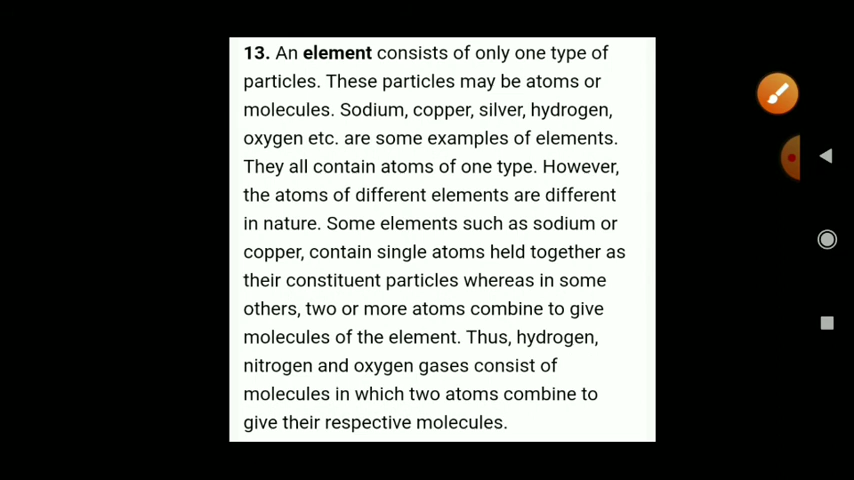 13. An element consists of only one type of
particles. These particles may be atoms or
molecules. Sodium, copper, silver, hydrogen,
oxygen etc. are some examples of elements.
They all contain atoms of one type. However,
the atoms of different elements are different
in nature. Some elements such as sodium or
copper, contain single atoms held together as
their constituent particles whereas in some
others, two or more atoms combine to give
molecules of the element. Thus, hydrogen,
nitrogen and oxygen gases consist of
molecules in which two atoms combine to
give their respective molecules.